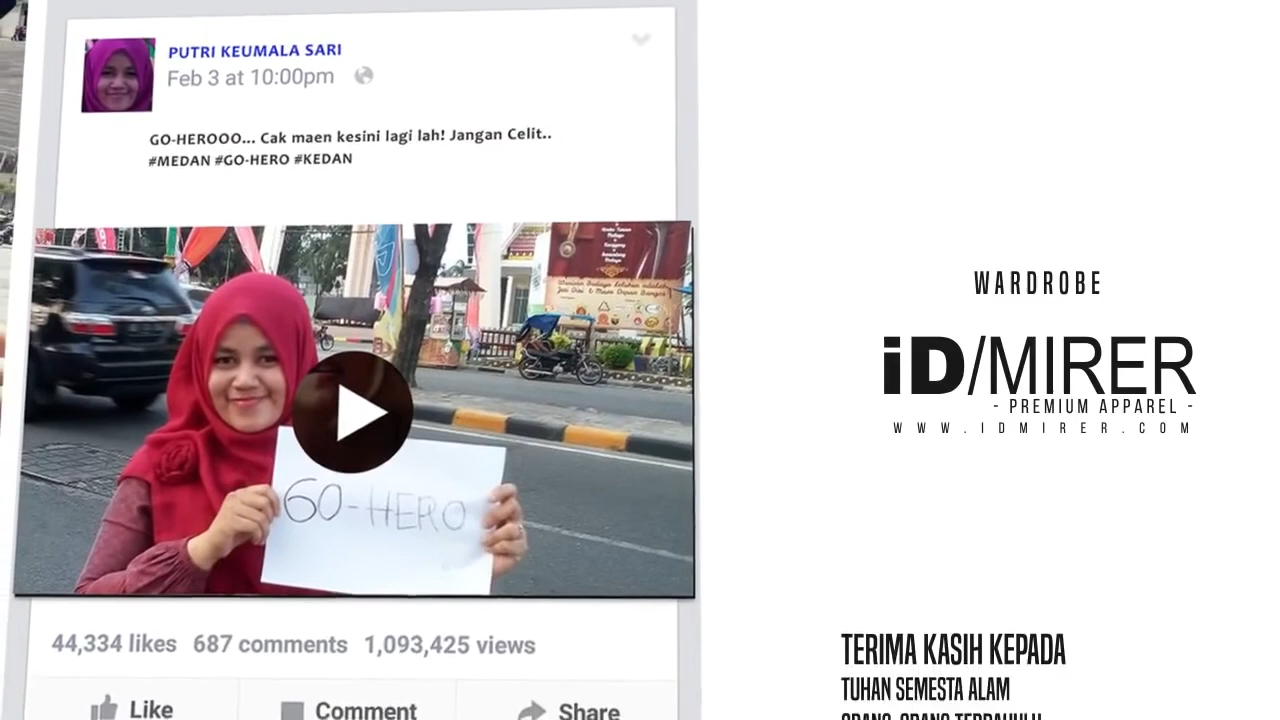 PUTRI KEUMALA SARI
Feb 3 at 10:00pm
GO-HEROOO... Cak maen kesini lagi lah! Jangan Celit..
#MEDAN #GO-HERO #KEDAN
GO-HERO
44,334 likes 687 comments 1,093,425 views
Like Comment Share
WARDROBE
iD/MIRER
- PREMIUM APPAREL -
WWW.IDMIRER.COM
TERIMA KASIH KEPADA
TUHAN SEMESTA ALAM